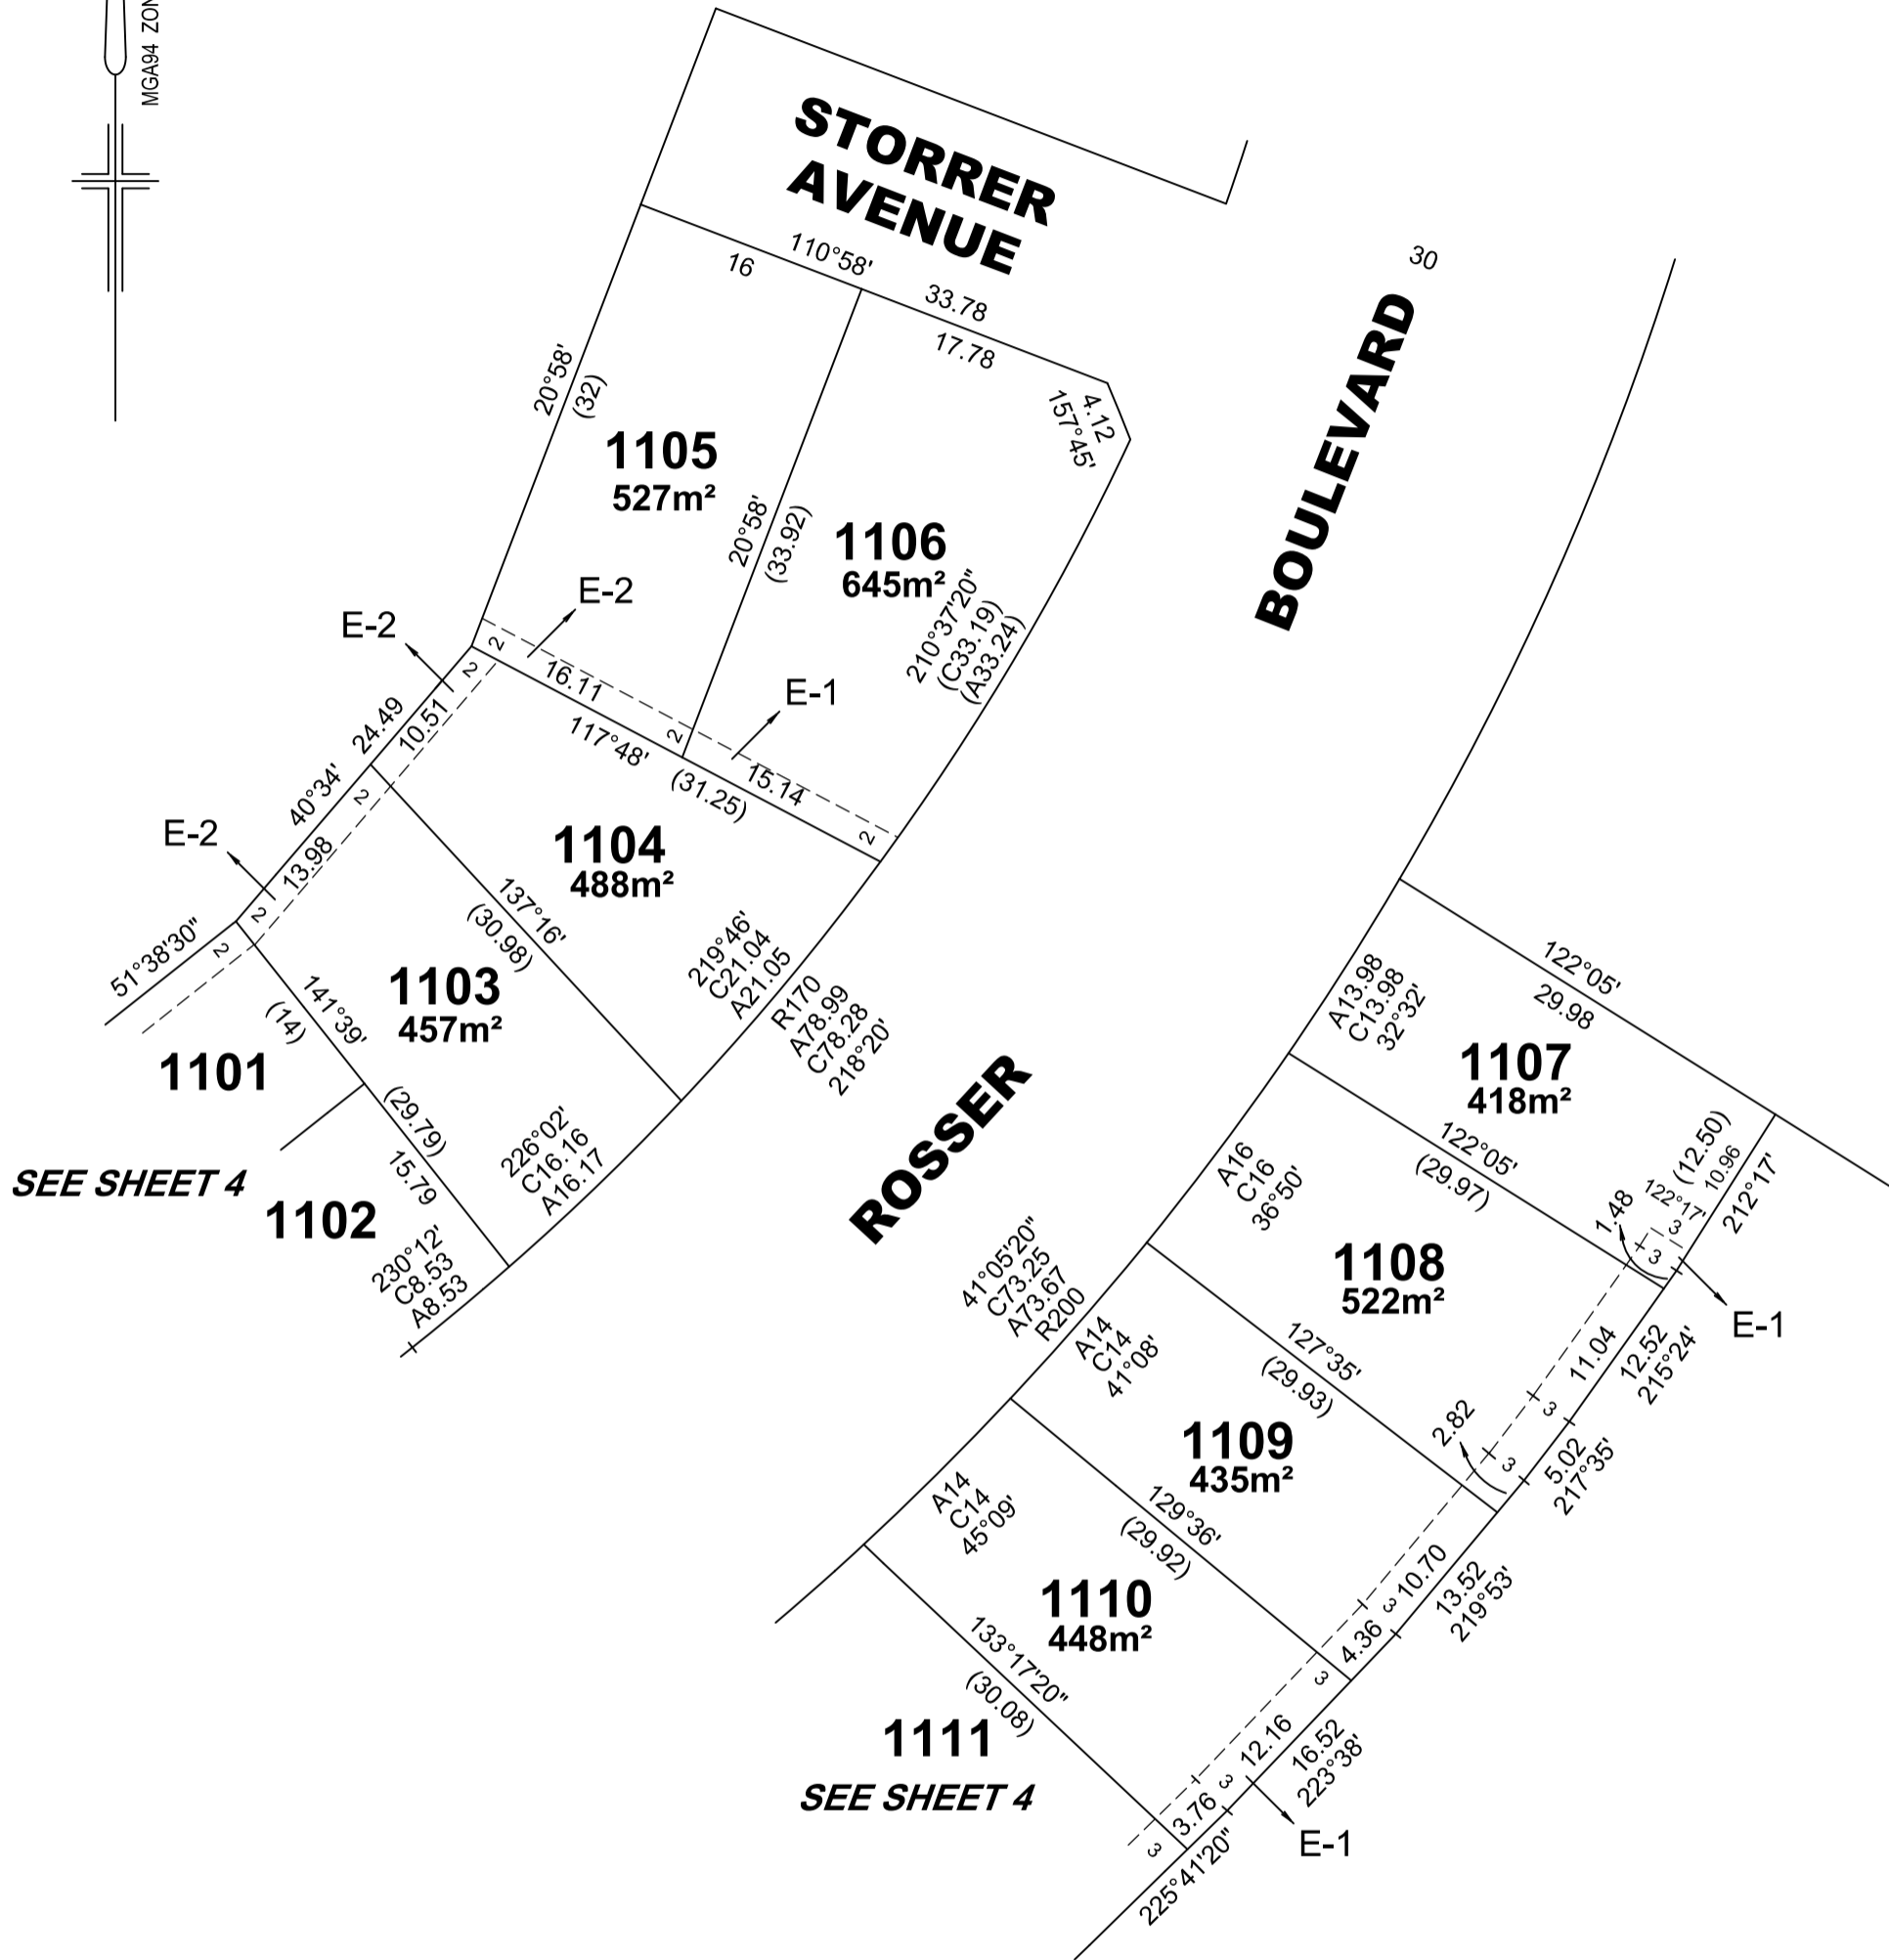 MGA94 ZON
STORRER
AVENUE
110°58'
16
33.78
17.78
4.12
157°45'
30
BOULEVARD
20°58'
(32)
1105
527m²
20°58'
(33.92)
1106
645m²
210°37'20"
(C33.19)
(A33.24)
E-2
E-2
2
2
16.11
E-1
2
15.14
2
117°48'
(31.25)
24.49
10.51
40°34'
2
E-2
13.98
2
2
51°38'30"
1104
488m²
137°16'
(30.98)
219°46'
C21.04
A21.05
R170
A78.99
C78.28
218°20'
1103
457m²
141°39'
(14)
(29.79)
15.79
1101
226°02'
C16.16
A16.17
SEE SHEET 4
1102
230°12'
C8.53
A8.53
ROSSER
122°05'
29.98
A13.98
C13.98
32°32'
1107
418m²
122°05'
(29.97)
(12.50)
10.96
122°17'
3
3
212°17'
1.48
E-1
A16
C16
36°50'
1108
522m²
11.04
12.52
215°24'
3
41°05'20"
C73.25
A73.67
R200
127°35'
(29.93)
2.82
3
5.02
217°35'
A14
C14
41°08'
1109
435m²
129°36'
(29.92)
10.70
3
13.52
219°53'
4.36
3
A14
C14
45°09'
1110
448m²
133°17'20"
(30.08)
12.16
16.52
223°38'
3
3.76
3
E-1
225°41'20"
1111
SEE SHEET 4